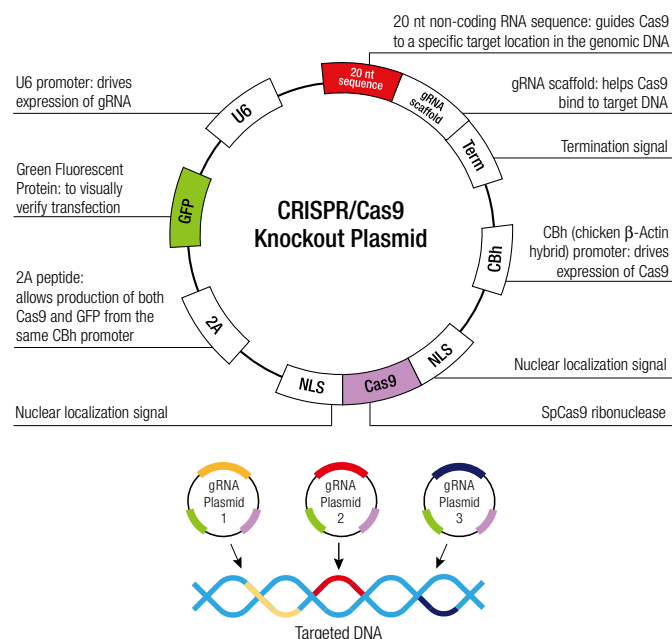 20 nt non-coding RNA sequence: guides Cas9
to a specific target location in the genomic DNA
20 nt
sequence
gRNA
scaffold
gRNA scaffold: helps Cas9
bind to target DNA
U6 promoter: drives
expression of gRNA
U6
Term
Termination signal
Green Fluorescent
Protein: to visually
verify transfection
GFP
CRISPR/Cas9
Knockout Plasmid
CBh
CBh (chicken β-Actin
hybrid) promoter: drives
expression of Cas9
2A peptide:
allows production of both
Cas9 and GFP from the
same CBh promoter
2A
NLS
Cas9
NLS
Nuclear localization signal
Nuclear localization signal
SpCas9 ribonuclease
gRNA
Plasmid
1
gRNA
Plasmid
2
gRNA
Plasmid
3
Targeted DNA